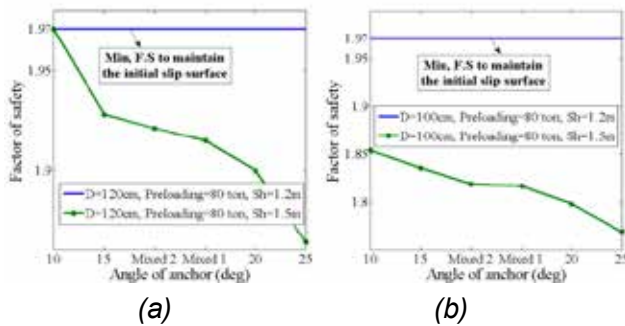 1.97
1.95
1.9
Factor of safety
Min, F.S to maintain
the initial slip surface
D=120cm, Preloading=80 ton, Sh=1.2m
D=120cm, Preloading=80 ton, Sh=1.5m
10 15 Mixed 2 Mixed 1 20 25
Angle of anchor (deg)
(a)
1.97
1.95
1.9
1.85
1.8
Factor of safety
Min, F.S to maintain
the initial slip surface
D=100cm, Preloading=80 ton, Sh=1.2m
D=100cm, Preloading=80 ton, Sh=1.5m
10 15 Mixed 2 Mixed 1 20 25
Angle of anchor (deg)
(b)